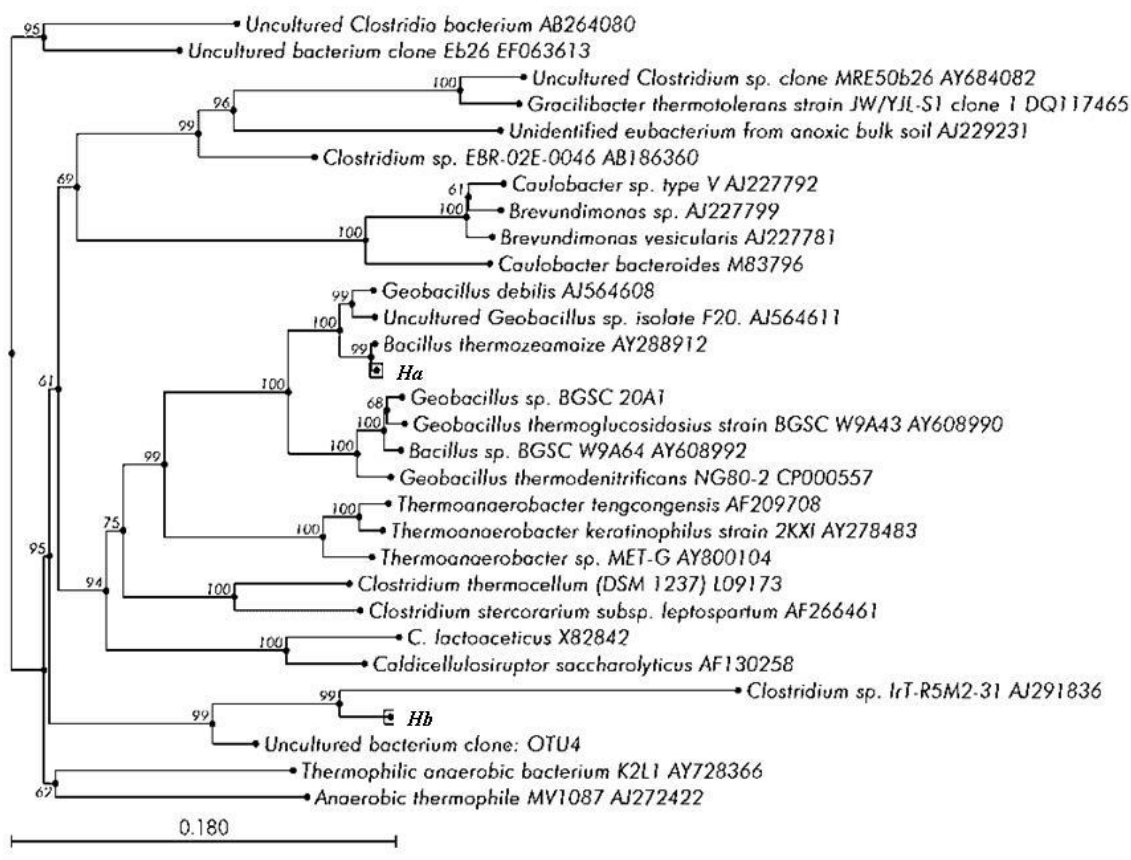 95
Uncultured Clostridia bacterium AB264080
Uncultured bacterium clone Eb26 EF063613
100
Uncultured Clostridium sp. clone MRE50b26 AY684082
96
Gracilibacter thermotolerans strain JW/YJL-S1 clone 1 DQ117465
99
Unidentified eubacterium from anoxic bulk soil AJ229231
Clostridium sp. EBR-02E-0046 AB186360
69
61
Caulobacter sp. type V AJ227792
100
Brevundimonas sp. AJ227799
100
Brevundimonas vesicularis AJ227781
Caulobacter bacteroides M83796
99
Geobacillus debilis AJ564608
100
Uncultured Geobacillus sp. isolate F20. AJ564611
99
Bacillus thermozeamaize AY288912
Ha
61
100
68
Geobacillus sp. BGSC 20A1
100
Geobacillus thermoglucosidasius strain BGSC W9A43 AY608990
100
Bacillus sp. BGSC W9A64 AY608992
99
Geobacillus thermodenitrificans NG80-2 CP000557
100
Thermoanaerobacter tengcongensis AF209708
75
100
Thermoanaerobacter keratinophilus strain 2KXI AY278483
95
Thermoanaerobacter sp. MET-G AY800104
94
100
Clostridium thermocellum (DSM 1237) L09173
Clostridium stercorarium subsp. leptospartum AF266461
100
C. lactoaceticus X82842
Caldicellulosiruptor saccharolyticus AF130258
99
Clostridium sp. IrT-R5M2-31 AJ291836
99
Hb
Uncultured bacterium clone: OTU4
Thermophilic anaerobic bacterium K2L1 AY728366
62
Anaerobic thermophile MV1087 AJ272422
0.180